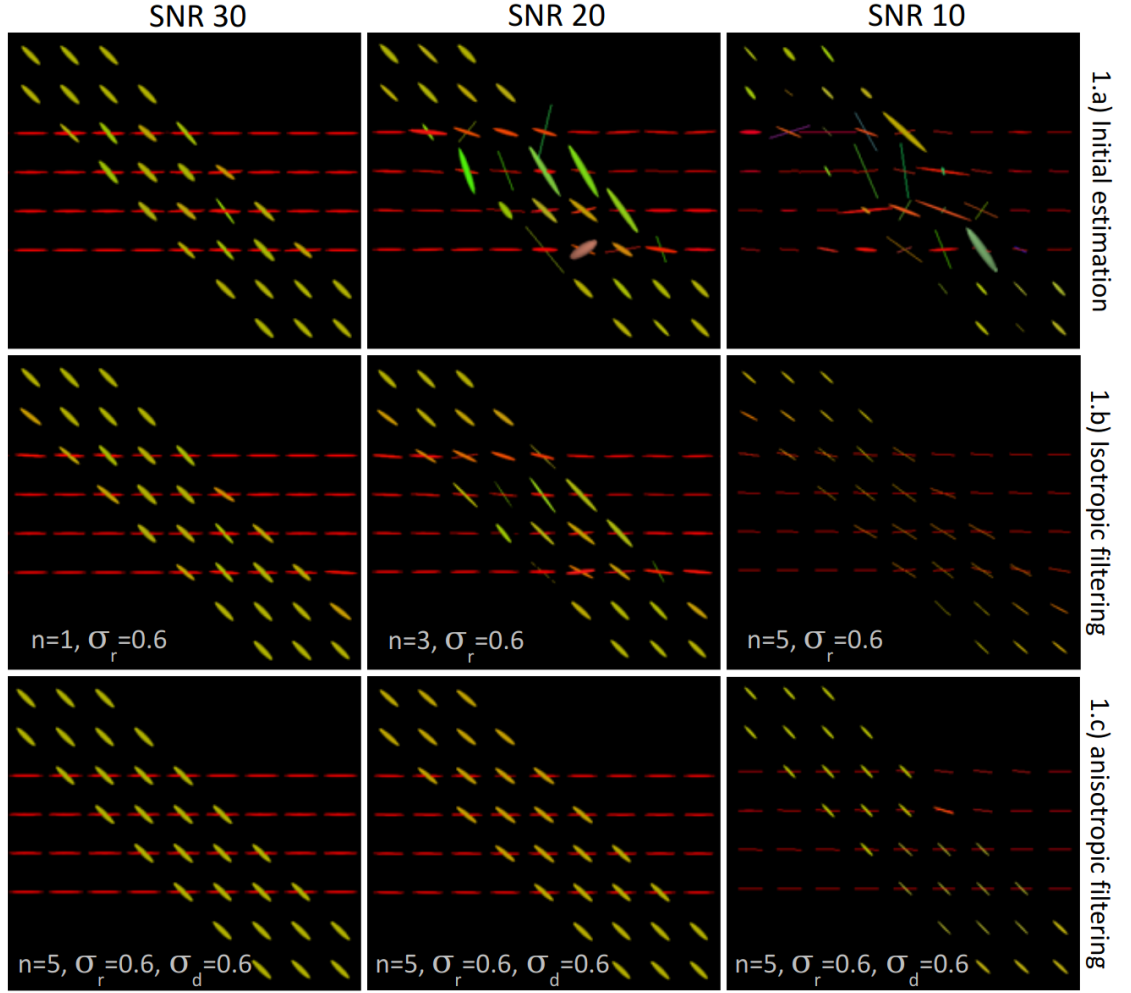 SNR 30
SNR 20
SNR 10
1.a) Initial estimation
n=1, σr=0.6
n=3, σr=0.6
n=5, σr=0.6
1.b) Isotropic filtering
n=5, σr=0.6, σd=0.6
n=5, σr=0.6, σd=0.6
n=5, σr=0.6, σd=0.6
1.c) anisotropic filtering